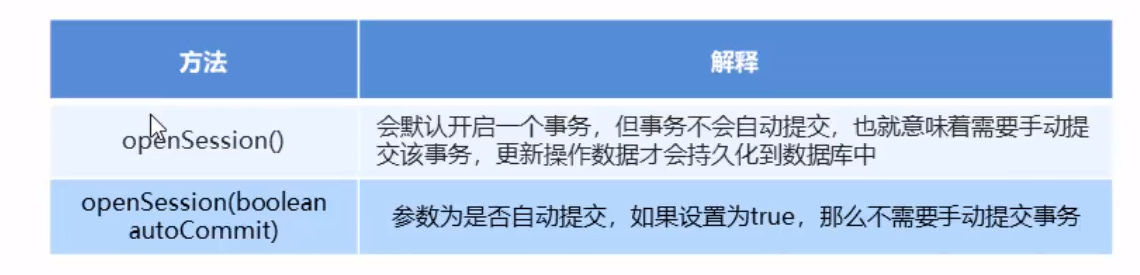 方法
解释
openSession()
会默认开启一个事务，但事务不会自动提交，也就意味着需要手动提
交该事务，更新操作数据才会持久化到数据库中
openSession(boolean
autoCommit)
参数为是否自动提交，如果设置为true，那么不需要手动提交事务